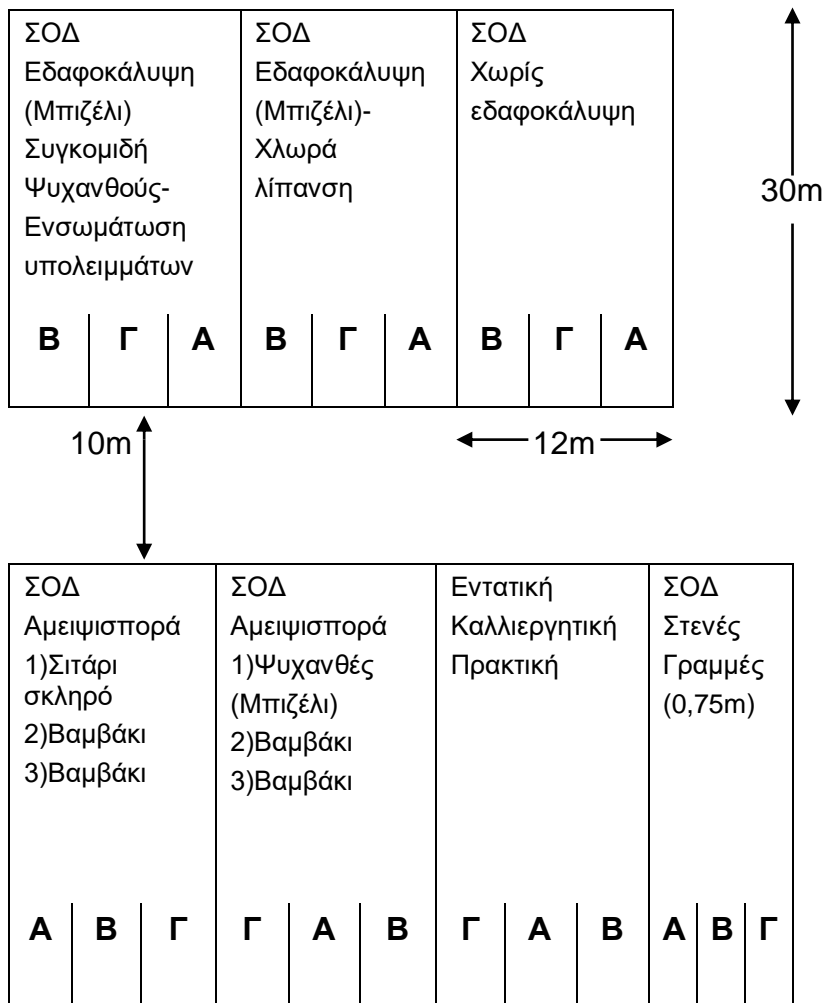 ΣΟΔ
Εδαφοκάλυψη
(Μπιζέλι)
Συγκομιδή
Ψυχανθούς-
Ενσωμάτωση
υπολειμμάτων
Β Γ Α
ΣΟΔ
Εδαφοκάλυψη
(Μπιζέλι)-
Χλωρά
λίπανση
Β Γ Α
ΣΟΔ
Χωρίς
εδαφοκάλυψη
Β Γ Α
30m
10m
12m
ΣΟΔ
Αμειψισπορά
1)Σιτάρι
σκληρό
2)Βαμβάκι
3)Βαμβάκι
Α Β Γ
ΣΟΔ
Αμειψισπορά
1)Ψυχανθές
(Μπιζέλι)
2)Βαμβάκι
3)Βαμβάκι
Γ Α Β
Εντατική
Καλλιεργητική
Πρακτική
Γ Α Β
ΣΟΔ
Στενές
Γραμμές
(0,75m)
Α Β Γ